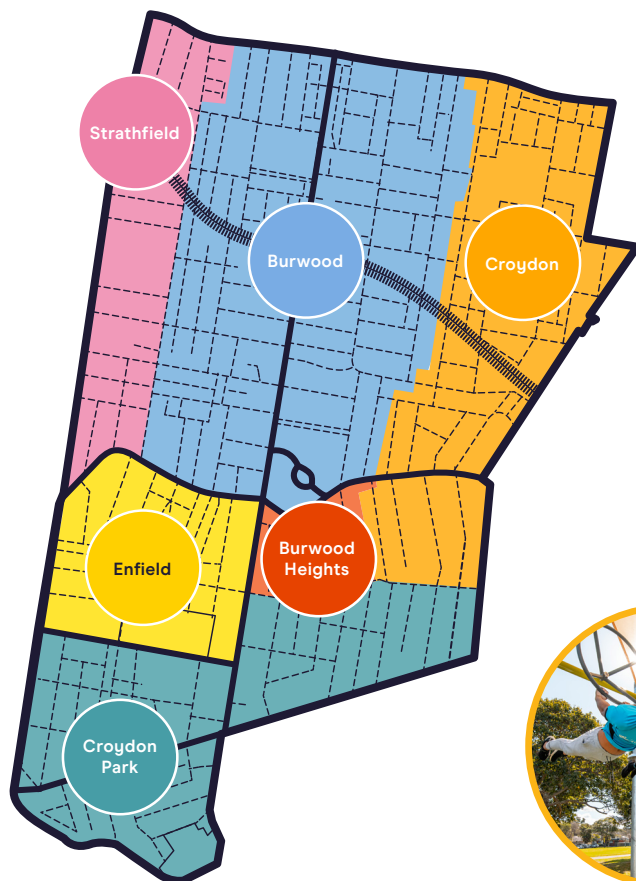 Strathfield
Burwood
Croydon
Enfield
Burwood
Heights
Croydon
Park